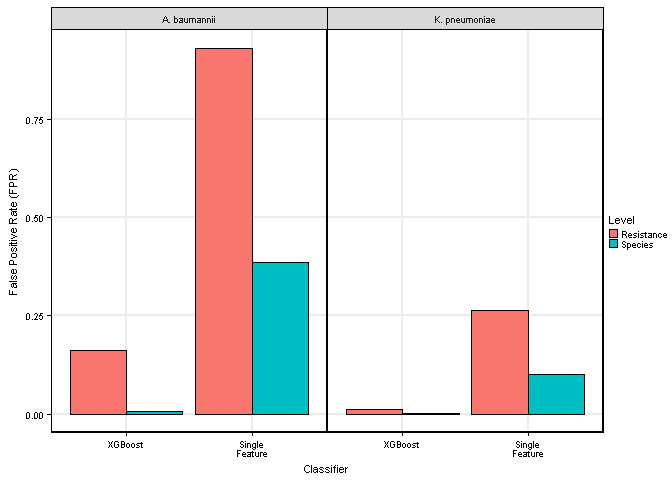 A. baumannii
K. pneumoniae
False Positive Rate (FPR)
0.75
0.50
0.25
0.00
XGBoost
Single
Feature
XGBoost
Single
Feature
Classifier
Level
Resistance
Species